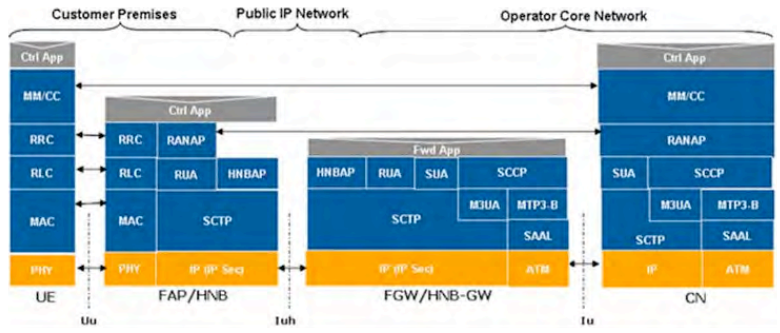 Customer Premises Public IP Network Operator Core Network
Ctrl App Ctrl App
MM/CC MM/CC
Ctrl App
RRC RRC RANAP RANAP
Fwd App
RLC RLC RUA HNBAP HNBAP RUA SUA SCCP SUA SCCP
M3UA MTP3-B M3UA MTP3-B
MAC MAC SCTP SCTP
SAAL SCTP SAAL
PHY PHY IP (IP Sec) IP (IP Sec) ATM IP ATM
UE FAP/HNB FGW/HNB-GW CN
Uu Iuh Iu